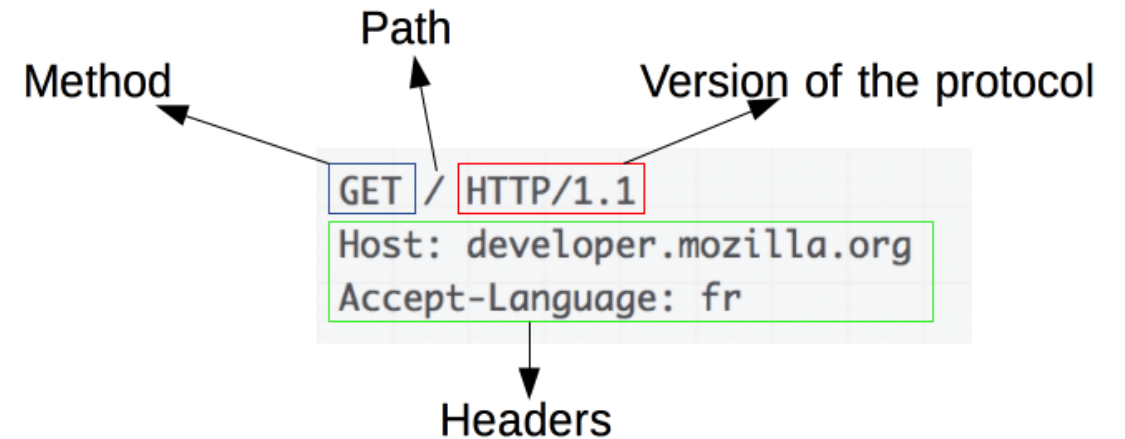 Path
Method
Version of the protocol
GET / HTTP/1.1
Host: developer.mozilla.org
Accept-Language: fr
Headers